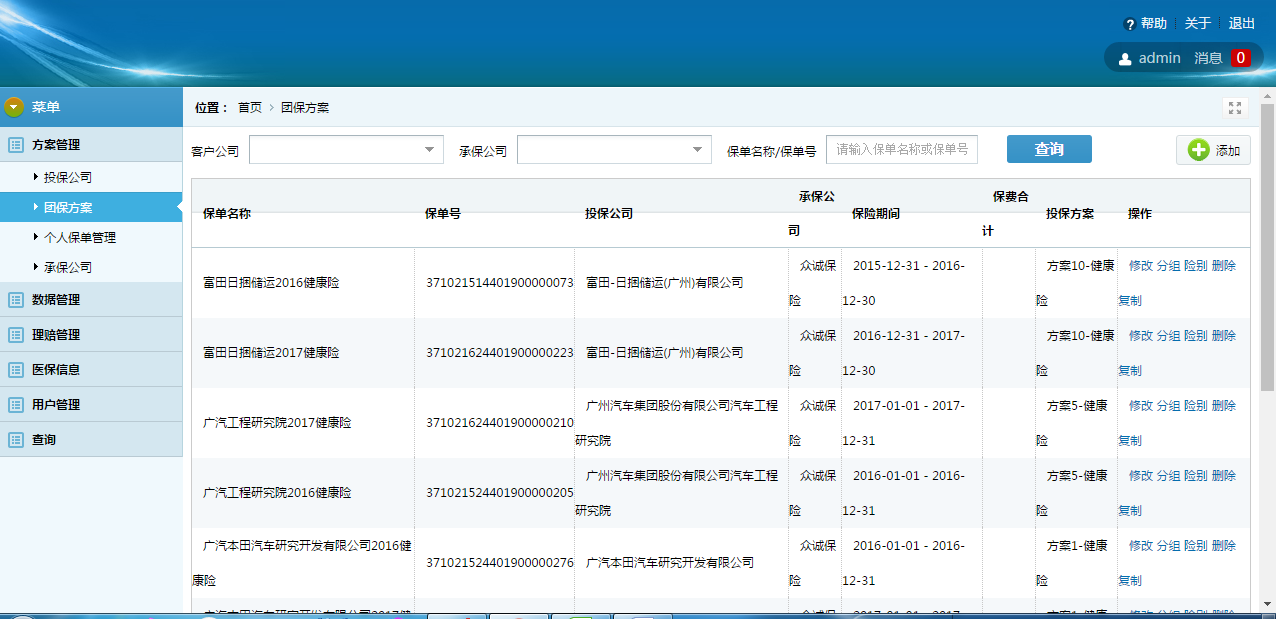 帮助 关于 退出
admin 消息 0
菜单
方案管理
投保公司
团保方案
个人保单管理
承保公司
数据管理
理赔管理
医保信息
用户管理
查询
位置： 首页 > 团保方案
客户公司 承保公司 保单名称/保单号 请输入保单名称或保单号 查询 添加
保单名称 保单号 投保公司 承保公司 保险期间 保费合计 投保方案 操作
富田日捆储运2016健康险 371021514401900000073 富田-日捆储运(广州)有限公司 众诚保险 2015-12-31 - 2016-12-30 方案10-健康险 修改 分组 险别 删除 复制
富田日捆储运2017健康险 371021624401900000223 富田-日捆储运(广州)有限公司 众诚保险 2016-12-31 - 2017-12-30 方案10-健康险 修改 分组 险别 删除 复制
广汽工程研究院2017健康险 371021624401900000210 广州汽车集团股份有限公司汽车工程研究院 众诚保险 2017-01-01 - 2017-12-31 方案5-健康险 修改 分组 险别 删除 复制
广汽工程研究院2016健康险 371021524401900000205 广州汽车集团股份有限公司汽车工程研究院 众诚保险 2016-01-01 - 2016-12-31 方案5-健康险 修改 分组 险别 删除 复制
广汽本田汽车研究开发有限公司2016健康险 371021524401900000276 广汽本田汽车研究开发有限公司 众诚保险 2016-01-01 - 2016-12-31 方案1-健康险 修改 分组 险别 删除 复制